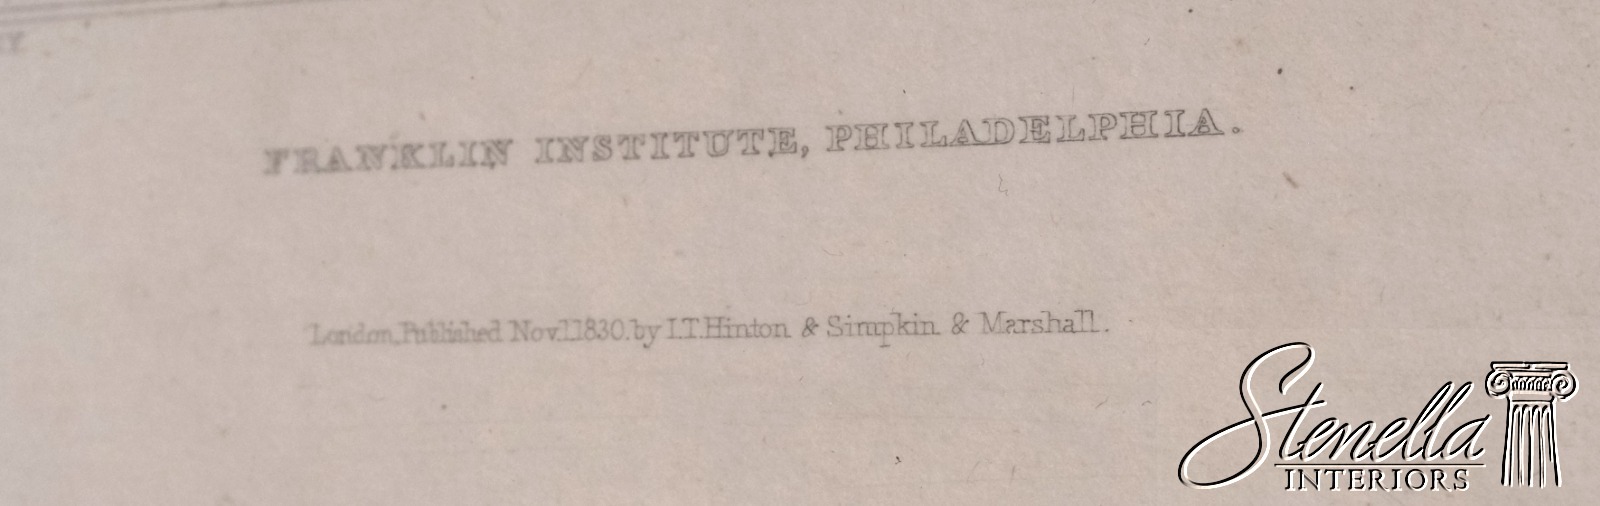 FRANKLIN INSTITUTE, PHILADELPHIA.
London, Published Nov.1.1830. by I.T. Hinton & Simpkin & Marshall.
Stenella
INTERIORS